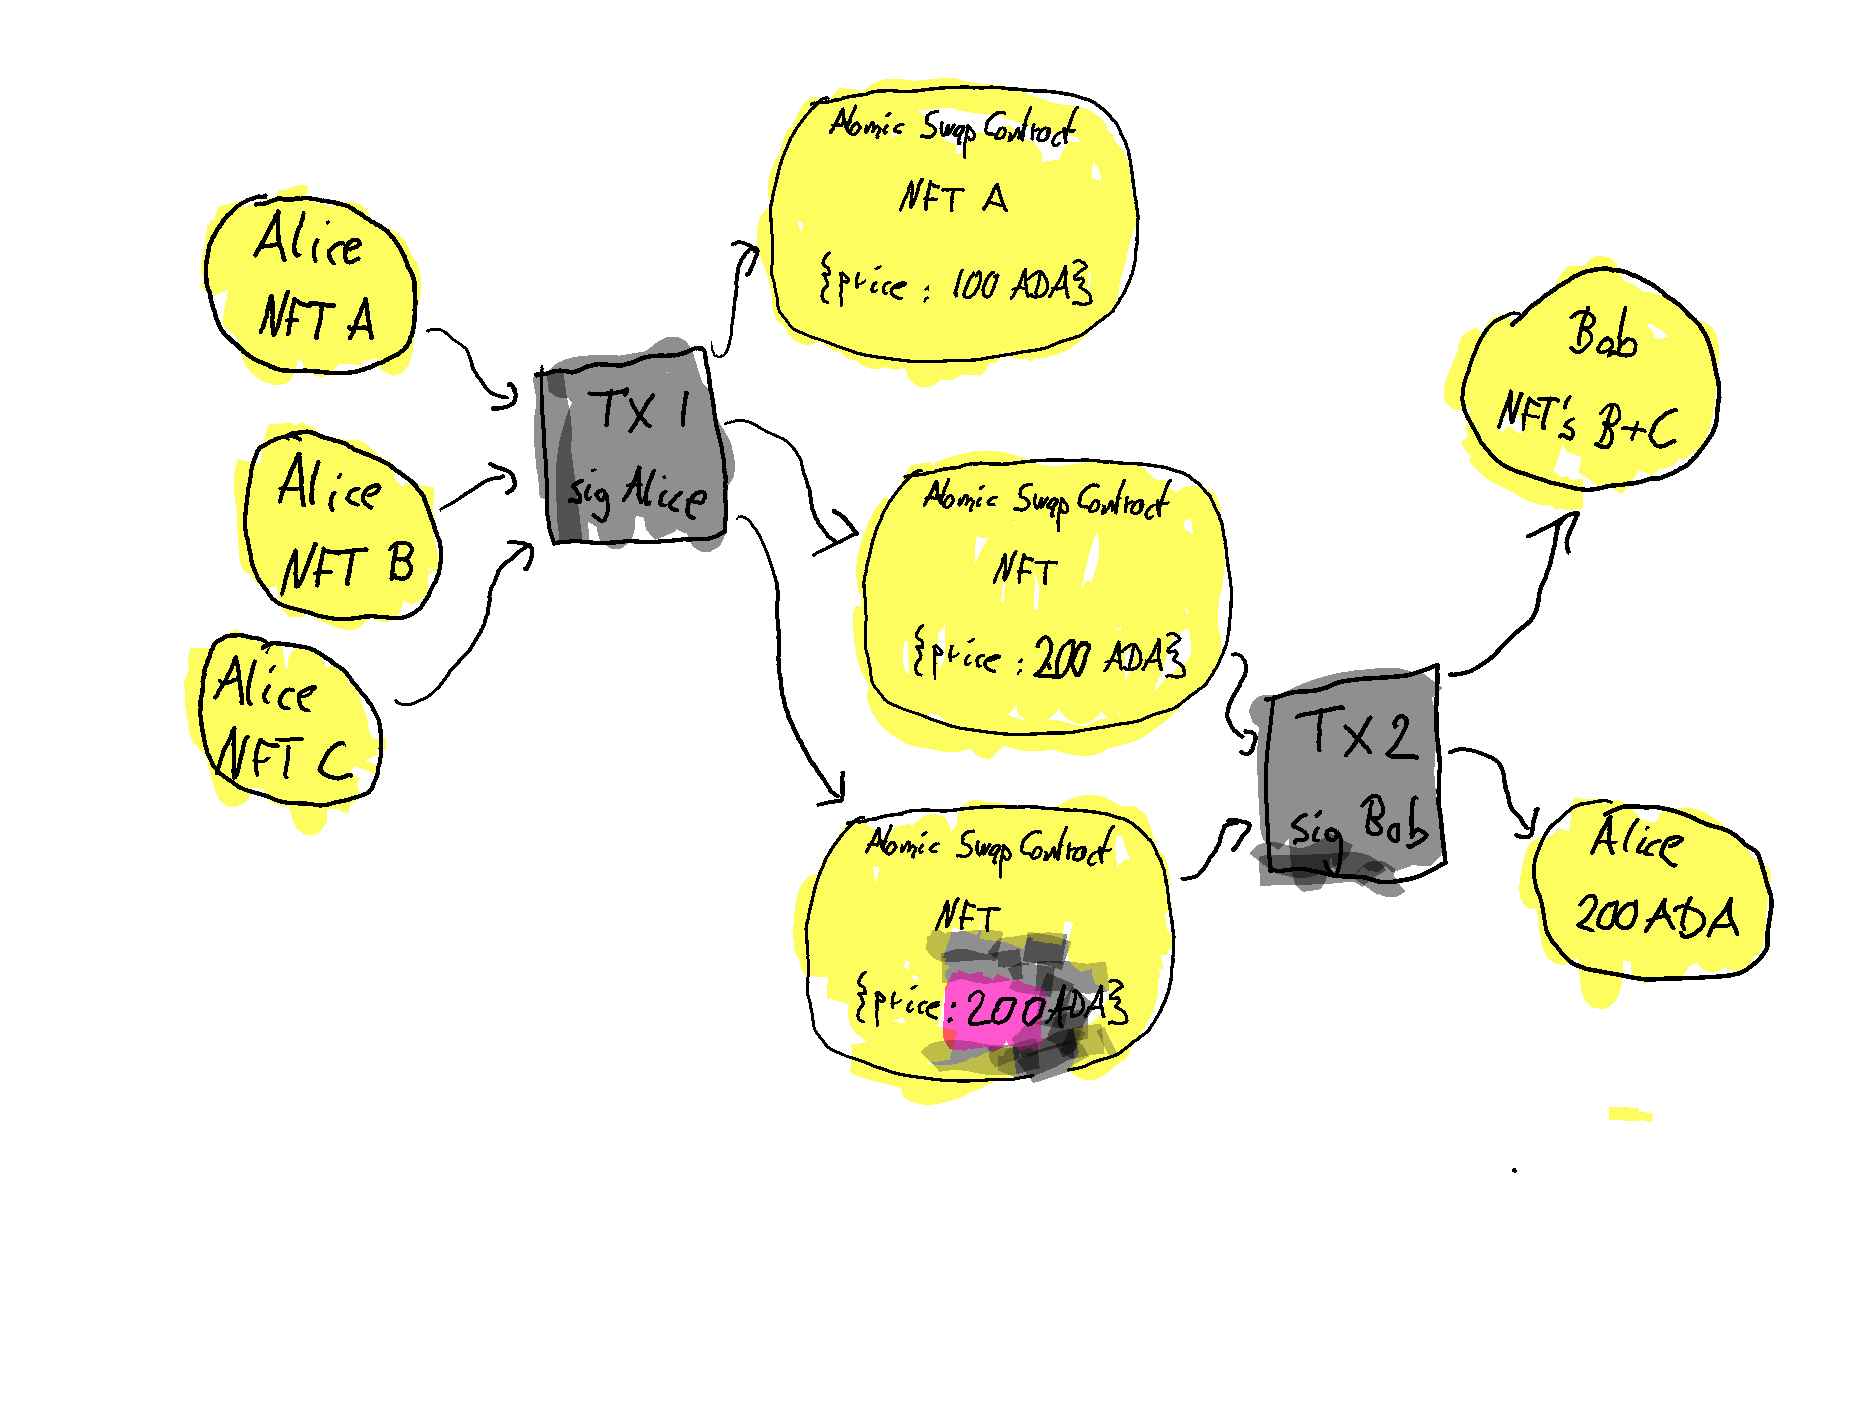 Alice
NFT A
Alice
NFT B
Alice
NFT C
TX 1
sig Alice
Atomic Swap Contract
NFT A
{price : 100 ADA}
Atomic Swap Contract
NFT
{price : 200 ADA}
Atomic Swap Contract
NFT
{price : 200 ADA}
TX 2
sig Bob
Bob
NFT's B+C
Alice
200 ADA